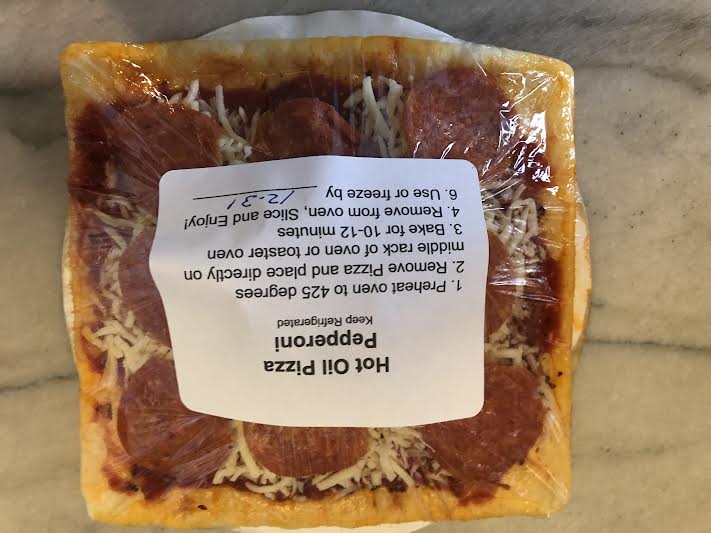 Hot Oil Pizza
Pepperoni
Keep Refrigerated
1. Preheat oven to 425 degrees
2. Remove Pizza and place directly on
middle rack of oven or toaster oven
3. Bake for 10-12 minutes
4. Remove from oven, Slice and Enjoy!
6. Use or freeze by 12-31